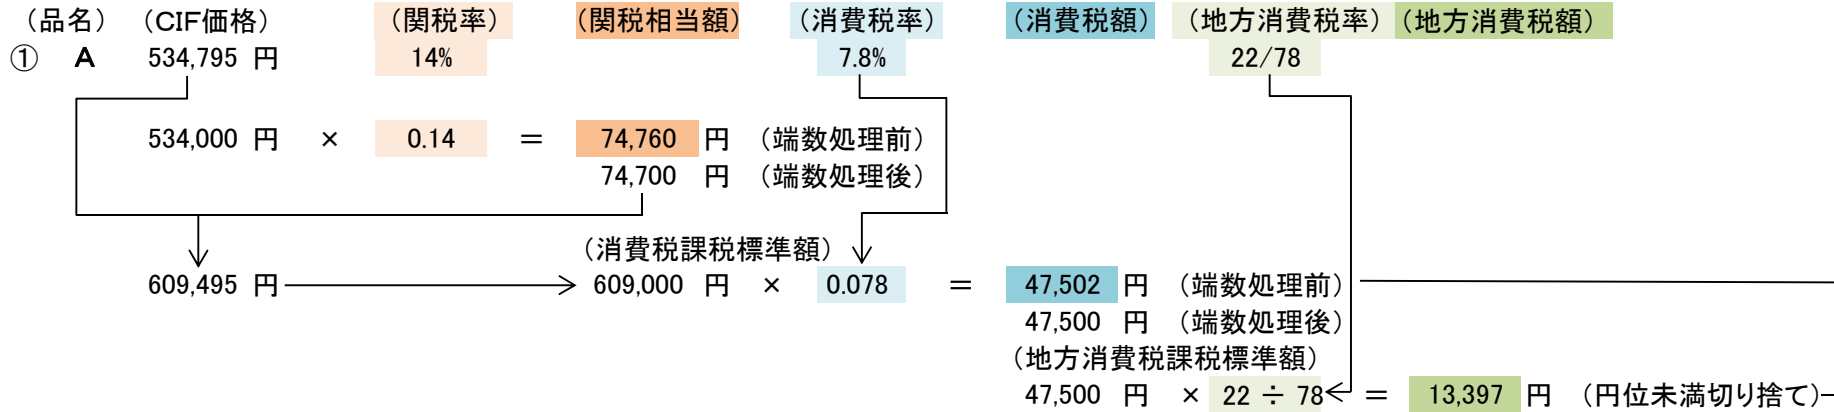 （品名） （CIF価格） （関税率） （関税相当額） （消費税率） （消費税額） （地方消費税率） （地方消費税額）
① A 534,795 円 14% 7.8% 22/78
534,000 円 × 0.14 ＝ 74,760 円 （端数処理前）
74,700 円 （端数処理後）
（消費税課税標準額）
609,495 円 609,000 円 × 0.078 ＝ 47,502 円 （端数処理前）
47,500 円 （端数処理後）
（地方消費税課税標準額）
47,500 円 × 22 ÷ 78 ＝ 13,397 円 （円位未満切り捨て）